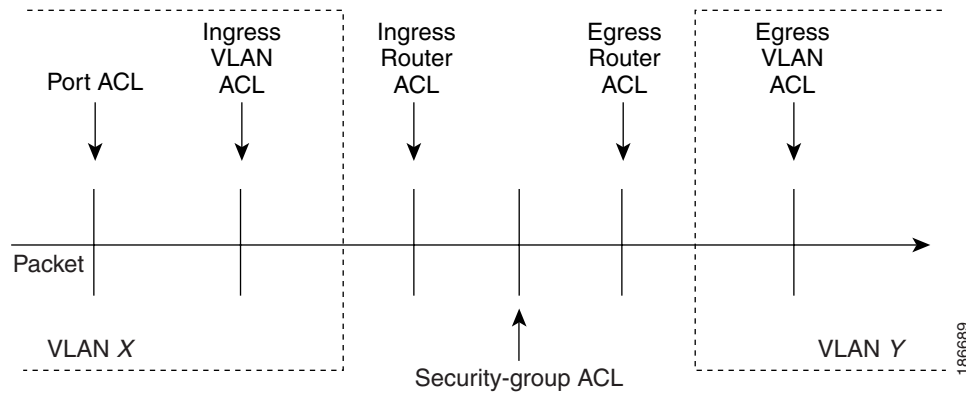 Port ACL
Ingress
VLAN
ACL
Ingress
Router
ACL
Egress
Router
ACL
Egress
VLAN
ACL
Packet
VLAN X
Security-group ACL
VLAN Y
186689